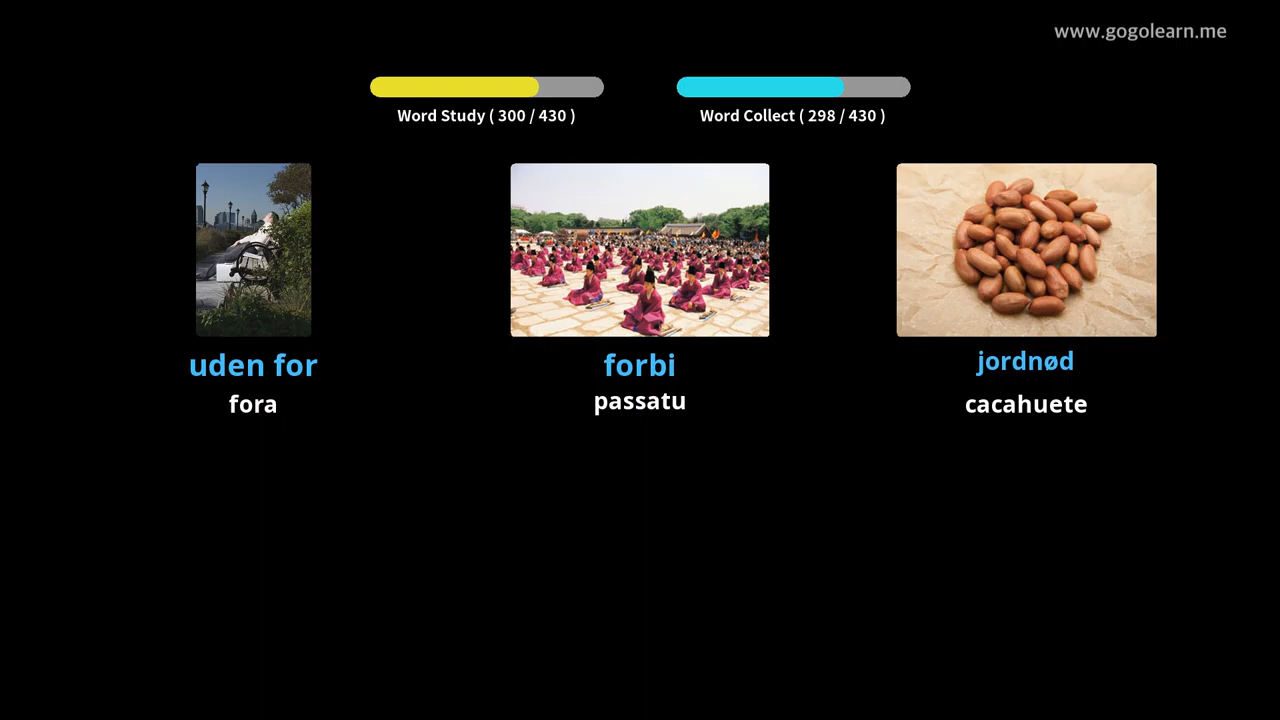 www.gogolearn.me
Word Study ( 300 / 430 )
Word Collect ( 298 / 430 )
uden for
forbi
jordnød
fora
passatu
cacahuete